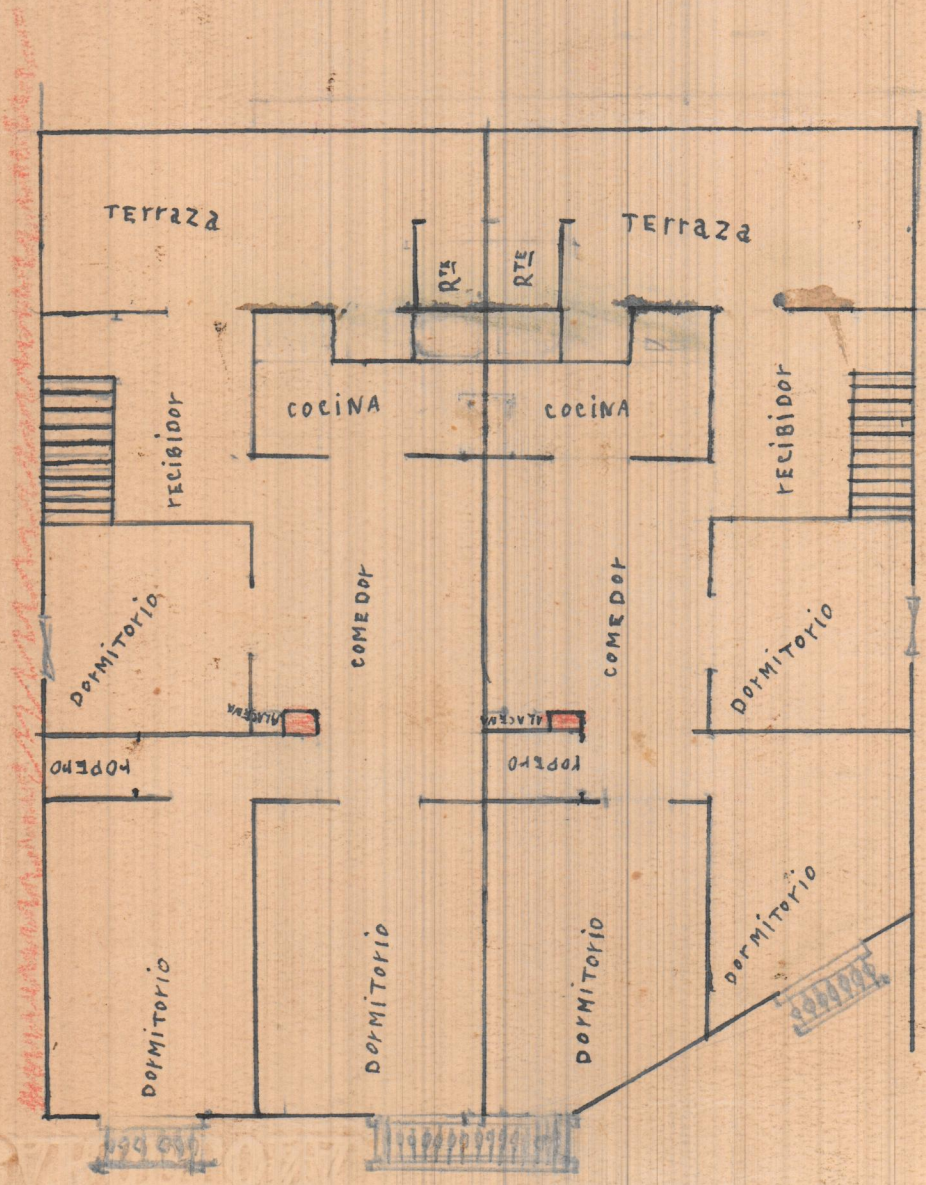 Terraza
Terraza
RTE
RTE
COCINA
COCINA
reciBiDor
reciBiDor
COMEDOR
COMEDOR
DorMiTorio
DorMiTorio
ALACENA
ALACENA
ropero
ropero
DorMiTorio
DorMiTorio
DorMiTorio
DorMiTorio